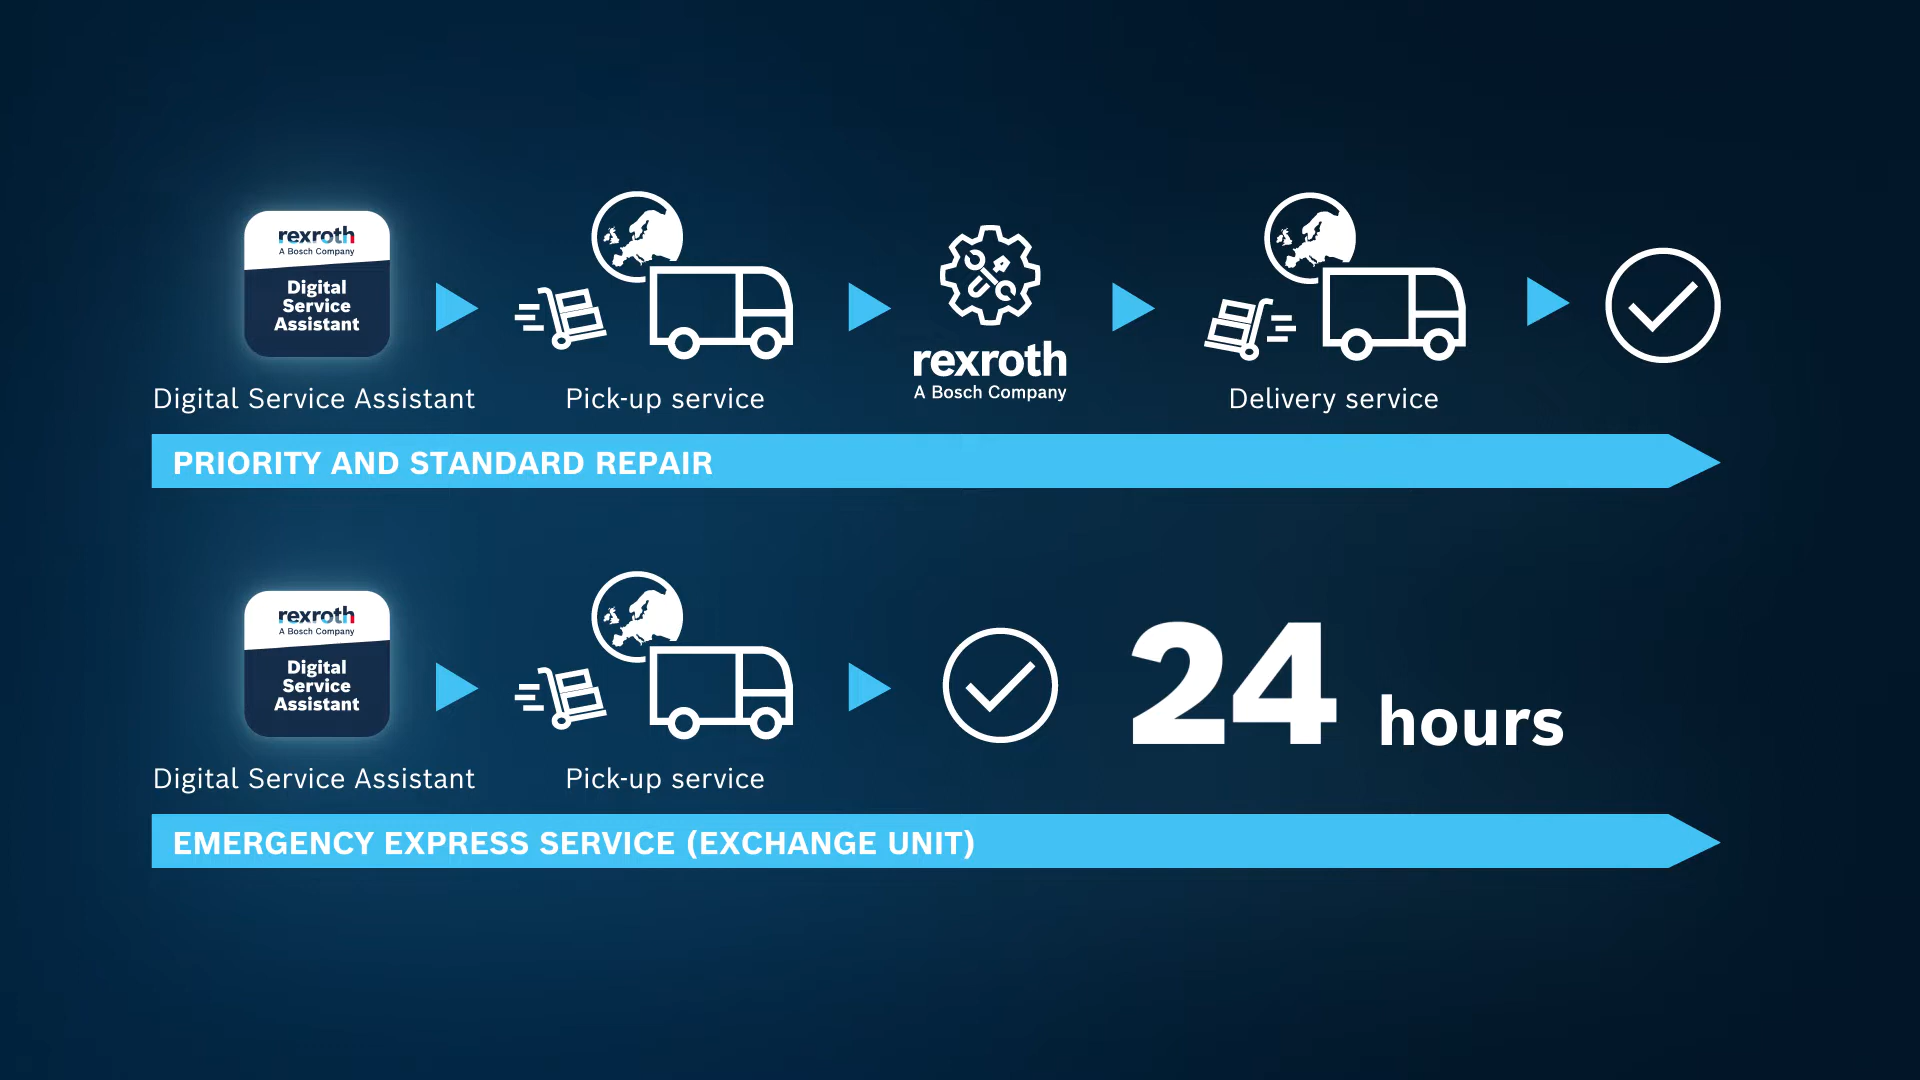 rexroth
A Bosch Company
Digital
Service
Assistant
rexroth
A Bosch Company
Digital Service Assistant
Pick-up service
Delivery service
PRIORITY AND STANDARD REPAIR
rexroth
A Bosch Company
Digital
Service
Assistant
24 hours
Digital Service Assistant
Pick-up service
EMERGENCY EXPRESS SERVICE (EXCHANGE UNIT)